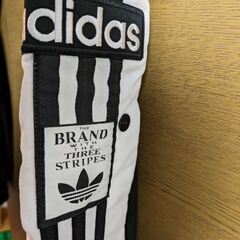 adidas
THE
BRAND
WITH
THE
THREE
STRIPES